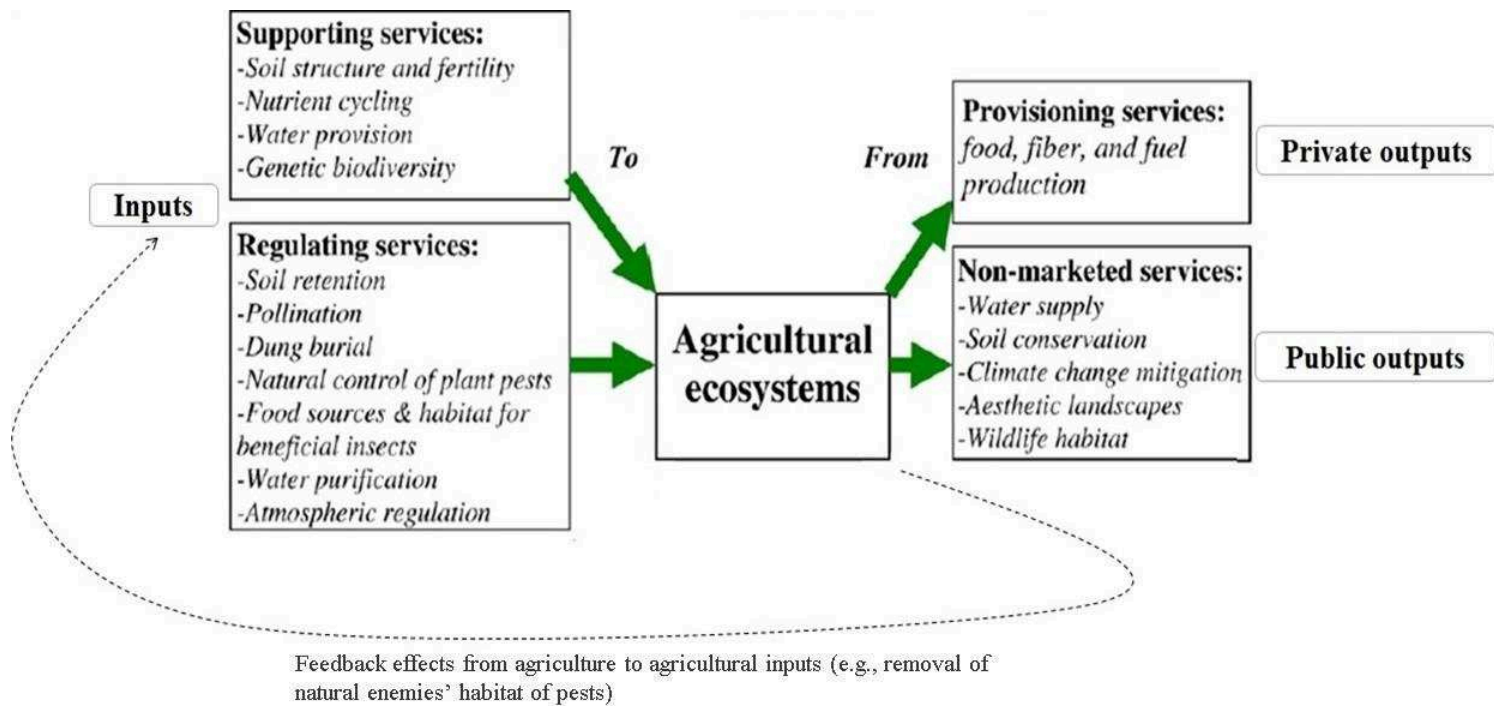 Supporting services:
-Soil structure and fertility
-Nutrient cycling
-Water provision
-Genetic biodiversity
Inputs
Regulating services:
-Soil retention
-Pollination
-Dung burial
-Natural control of plant pests
-Food sources & habitat for
beneficial insects
-Water purification
-Atmospheric regulation
To
Agricultural
ecosystems
From
Provisioning services:
food, fiber, and fuel
production
Private outputs
Non-marketed services:
-Water supply
-Soil conservation
-Climate change mitigation
-Aesthetic landscapes
-Wildlife habitat
Public outputs
Feedback effects from agriculture to agricultural inputs (e.g., removal of
natural enemies’ habitat of pests)